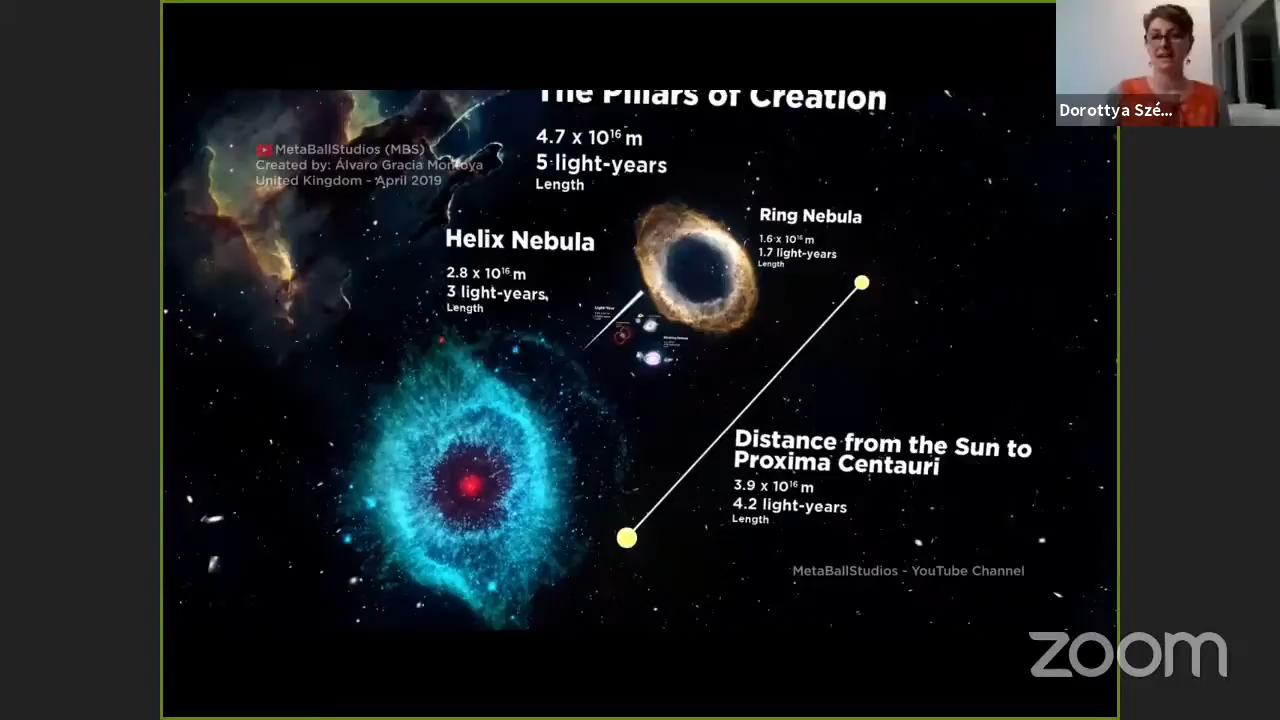 Dorottya Szé...
The Pillars of Creation
4.7 x 10¹⁶ m
5 light-years
Length
MetaBallStudios (MBS)
Created by: Álvaro Gracia Montoya
United Kingdom - April 2019
Ring Nebula
1.6 x 10¹⁶ m
1.7 light-years
Length
Helix Nebula
2.8 x 10¹⁶ m
3 light-years
Length
Distance from the Sun to
Proxima Centauri
3.9 x 10¹⁶ m
4.2 light-years
Length
MetaBallStudios - YouTube Channel
zoom